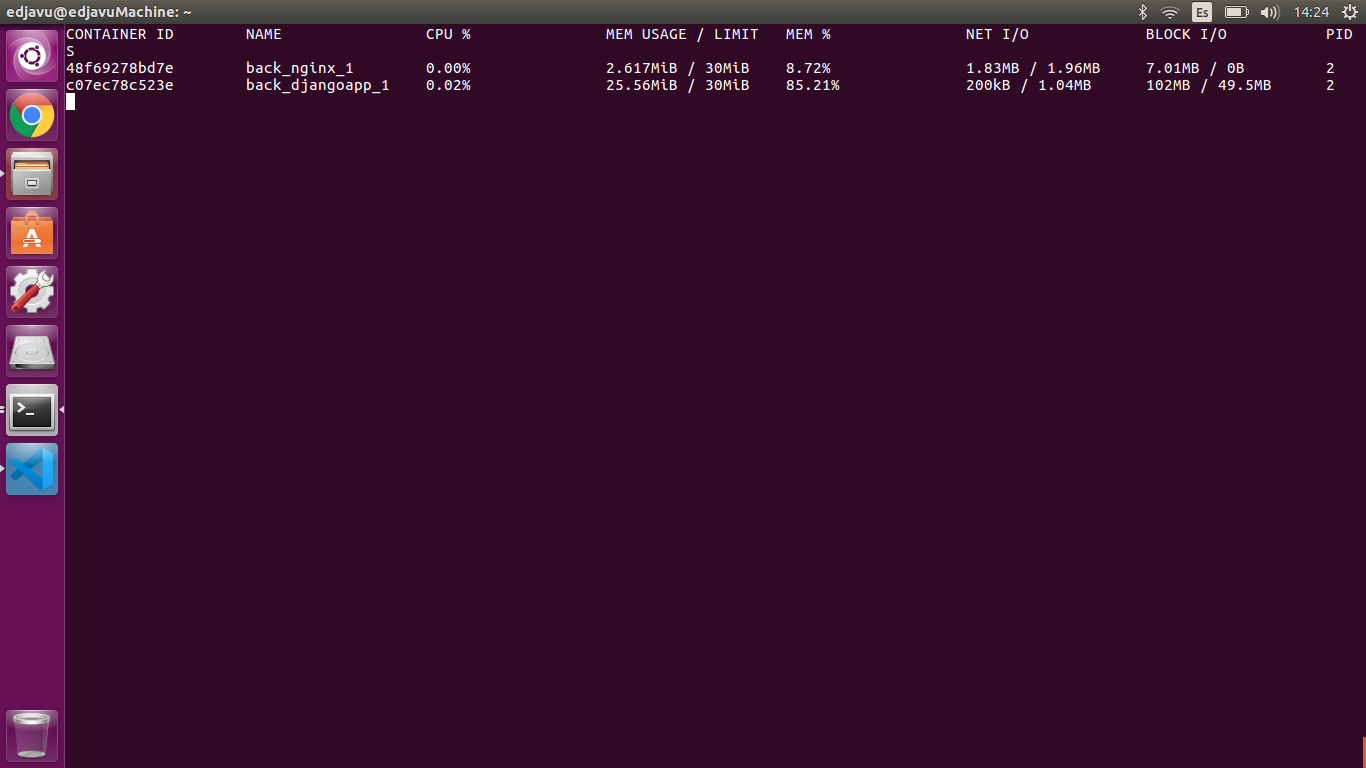 edjavu@edjavuMachine: ~ Es 14:24
CONTAINER ID NAME CPU % MEM USAGE / LIMIT MEM % NET I/O BLOCK I/O PID
S
48f69278bd7e back_nginx_1 0.00% 2.617MiB / 30MiB 8.72% 1.83MB / 1.96MB 7.01MB / 0B 2
c07ec78c523e back_djangoapp_1 0.02% 25.56MiB / 30MiB 85.21% 200kB / 1.04MB 102MB / 49.5MB 2